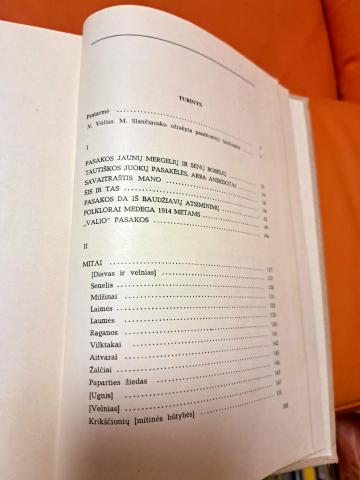 TURINYS
Pratarmė
N. Vėlius. M. Slančiausko užrašyta pasakojamoji tautosaka
I
PASAKOS JAUNŲ MERGELIŲ IR SENŲ BOBELIŲ
TAUTIŠKOS JUOKŲ PASAKĖLĖS, ARBA ANEKDOTAS
SAVAITRAŠTIS MANO
ŠIS IR TAS
PASAKOS DA IŠ BAUDŽIAVŲ ATSIMINIMŲ
FOLKLORAI MEDEGA 1914 METAMS
„VALIO" PASAKOS
II
MITAI
[Dievas ir velnias]
Senelis
Milžinai
Laimės
Laumės
Raganos
Vilktakai
Aitvarai
Žalčiai
Paparties žiedas
[Ugnis]
[Velnias]
Krikščionių [mitinės būtybės]